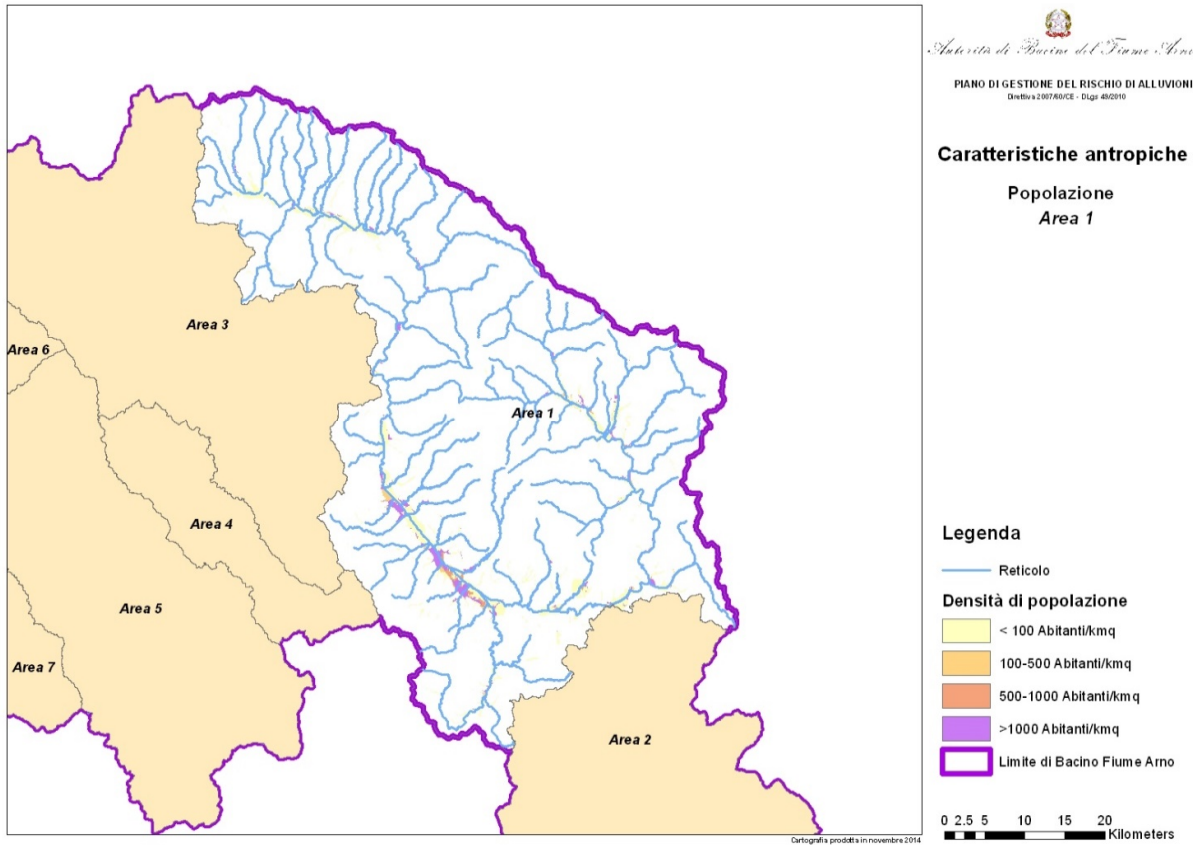 Autorità di Bacino del Fiume Arno
PIANO DI GESTIONE DEL RISCHIO DI ALLUVIONI
Direttiva 2007/60/CE - DLgs 49/2010
Caratteristiche antropiche
Popolazione
Area 1
Area 3
Area 6
Area 1
Area 4
Area 5
Area 7
Area 2
Legenda
Reticolo
Densità di popolazione
< 100 Abitanti/kmq
100-500 Abitanti/kmq
500-1000 Abitanti/kmq
>1000 Abitanti/kmq
Limite di Bacino Fiume Arno
0 2.5 5 10 15 20
Kilometers
Cartografia prodotta in novembre 2014